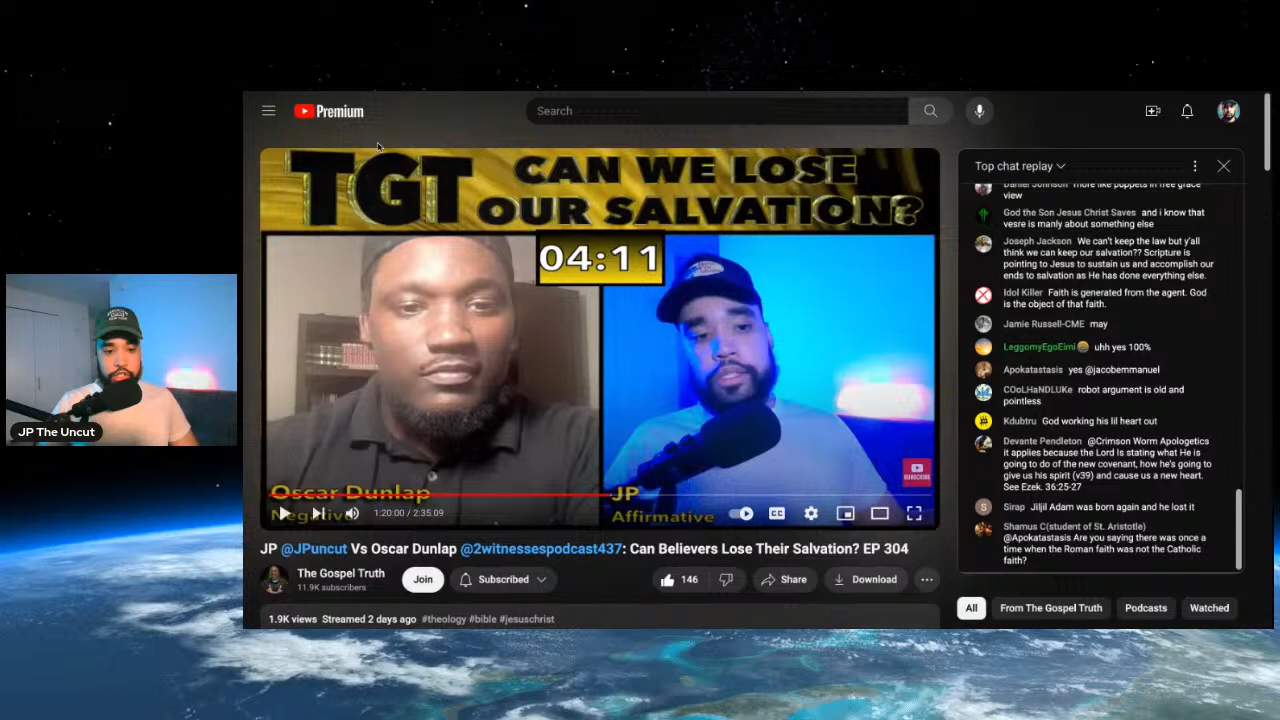 Premium
Search
TGT CAN WE LOSE
OUR SALVATION?
04:11
Oscar Dunlap
Negative
JP
Affirmative
SUBSCRIBE
1:20:00 / 2:35:09
CC
JP The Uncut
JP @JPuncut Vs Oscar Dunlap @2witnessespodcast437: Can Believers Lose Their Salvation? EP 304
The Gospel Truth
11.9K subscribers
Join
Subscribed
146
Share
Download
1.9K views Streamed 2 days ago #theology #bible #jesuschrist
Top chat replay
Daniel Johnson more like puppets in free grace
view
God the Son Jesus Christ Saves and i know that
vesre is manly about something else
Joseph Jackson We can't keep the law but y'all
think we can keep our salvation?? Scripture is
pointing to Jesus to sustain us and accomplish our
ends to salvation as He has done everything else.
Idol Killer Faith is generated from the agent. God
is the object of that faith.
Jamie Russell-CME may
LeggomyEgoEimi uhh yes 100%
Apokatastasis yes @jacobemmanuel
COoLHaNDLUKe robot argument is old and
pointless
Kdubtru God working his lil heart out
Devante Pendleton @Crimson Worm Apologetics
it applies because the Lord Is stating what He is
going to do of the new covenant, how he's going to
give us his spirit (v39) and cause us a new heart.
See Ezek. 36:25-27
S
Sirap Jiljil Adam was born again and he lost it
Shamus C(student of St. Aristotle)
@Apokatastasis Are you saying there was once a
time when the Roman faith was not the Catholic
faith?
All
From The Gospel Truth
Podcasts
Watched